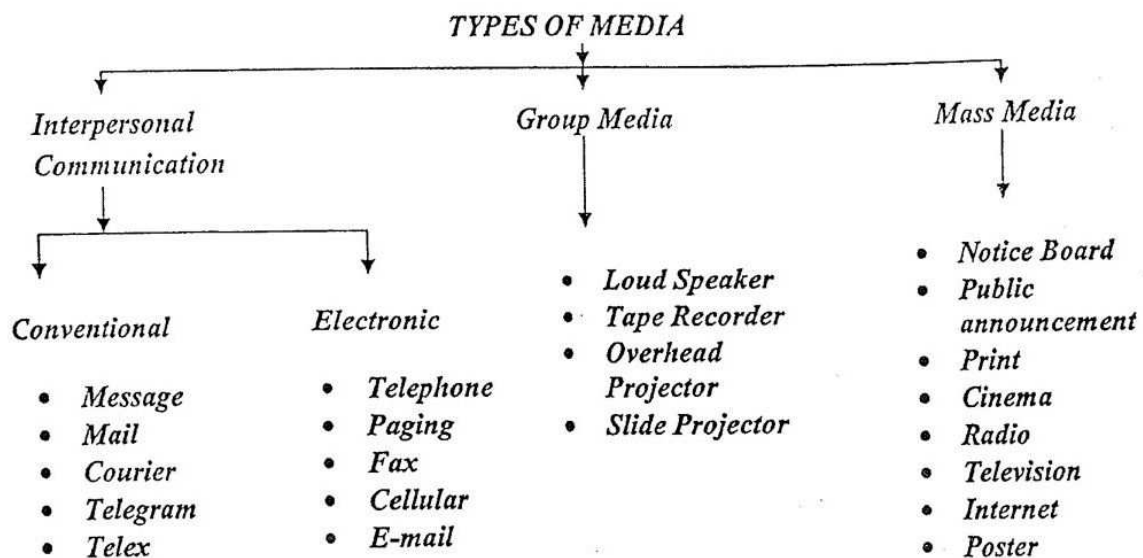 TYPES OF MEDIA
Interpersonal
Communication
Group Media
Mass Media
Conventional
• Message
• Mail
• Courier
• Telegram
• Telex
Electronic
• Telephone
• Paging
• Fax
• Cellular
• E-mail
• Loud Speaker
• Tape Recorder
• Overhead
Projector
• Slide Projector
• Notice Board
• Public
announcement
• Print
• Cinema
• Radio
• Television
• Internet
• Poster